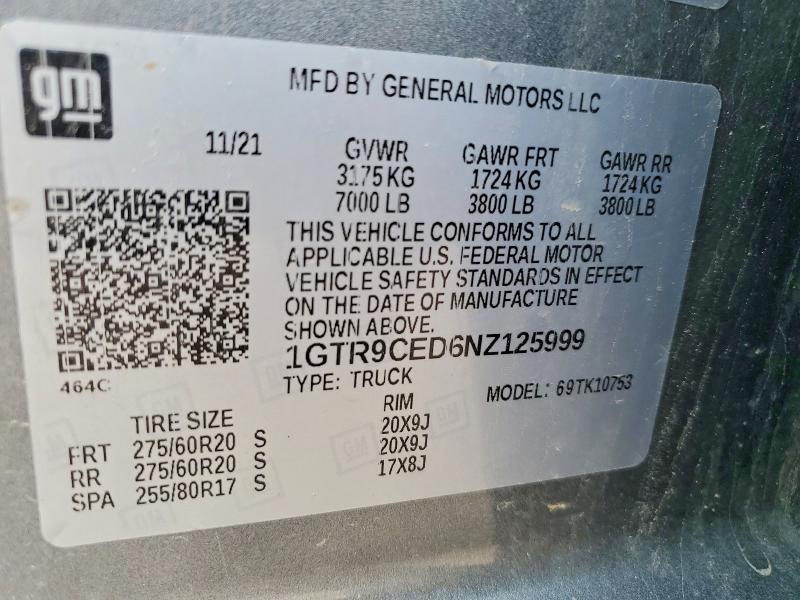 gm
MFD BY GENERAL MOTORS LLC
11/21 GVWR GAWR FRT GAWR RR
3175 KG 1724 KG 1724 KG
7000 LB 3800 LB 3800 LB
THIS VEHICLE CONFORMS TO ALL
APPLICABLE U.S. FEDERAL MOTOR
VEHICLE SAFETY STANDARDS IN EFFECT
ON THE DATE OF MANUFACTURE
SHOWN ABOVE.
1GTR9CED6NZ125999
464C TYPE: TRUCK MODEL: 69TK10753
TIRE SIZE RIM
FRT 275/60R20 S 20X9J
RR 275/60R20 S 20X9J
SPA 255/80R17 S 17X8J